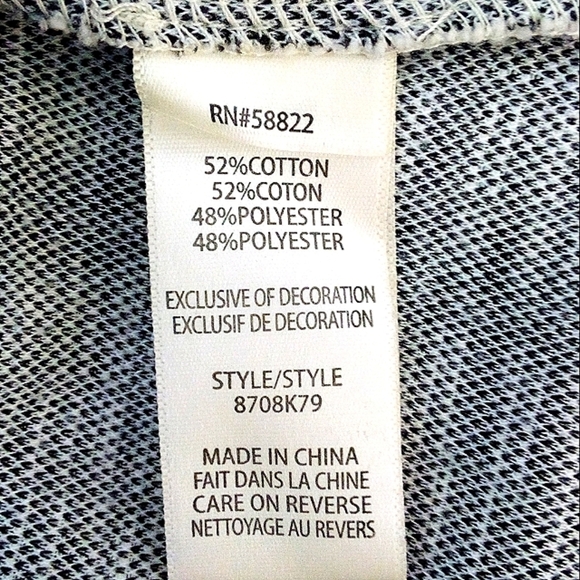 RN#58822
52%COTTON
52%COTON
48%POLYESTER
48%POLYESTER
EXCLUSIVE OF DECORATION
EXCLUSIF DE DECORATION
STYLE/STYLE
8708K79
MADE IN CHINA
FAIT DANS LA CHINE
CARE ON REVERSE
NETTOYAGE AU REVERS